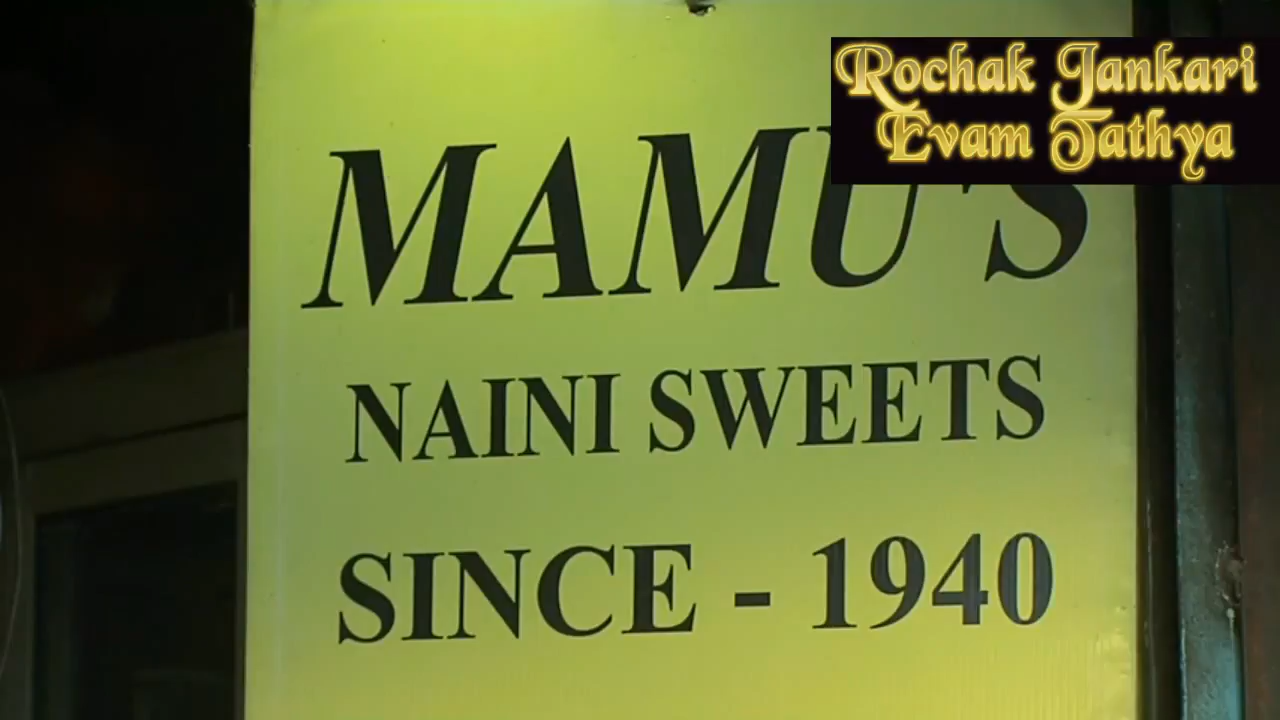 Rochak Jankari
Evam Tathya
MAMU'S
NAINI SWEETS
SINCE - 1940